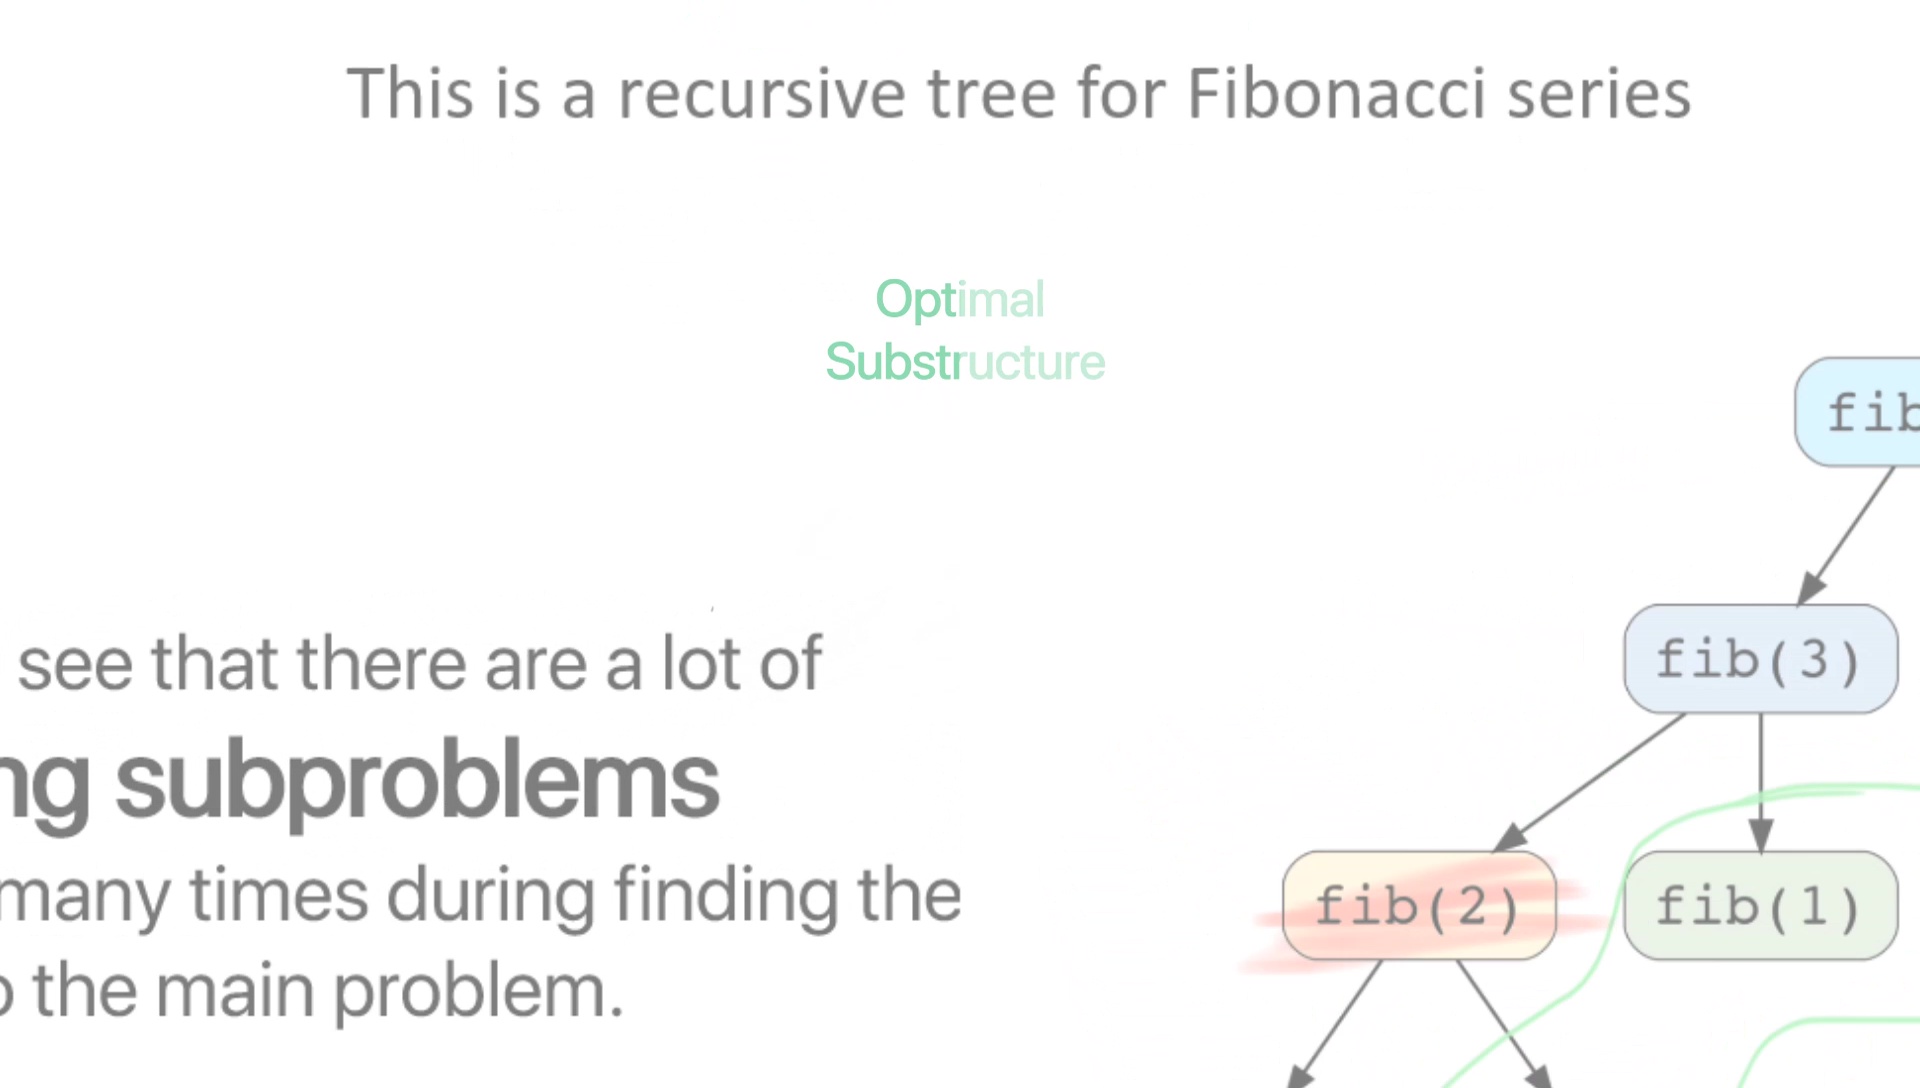 This is a recursive tree for Fibonacci series
Optimal
Substructure
fib
see that there are a lot of
fib(3)
ng subproblems
many times during finding the
fib(2)
fib(1)
the main problem.